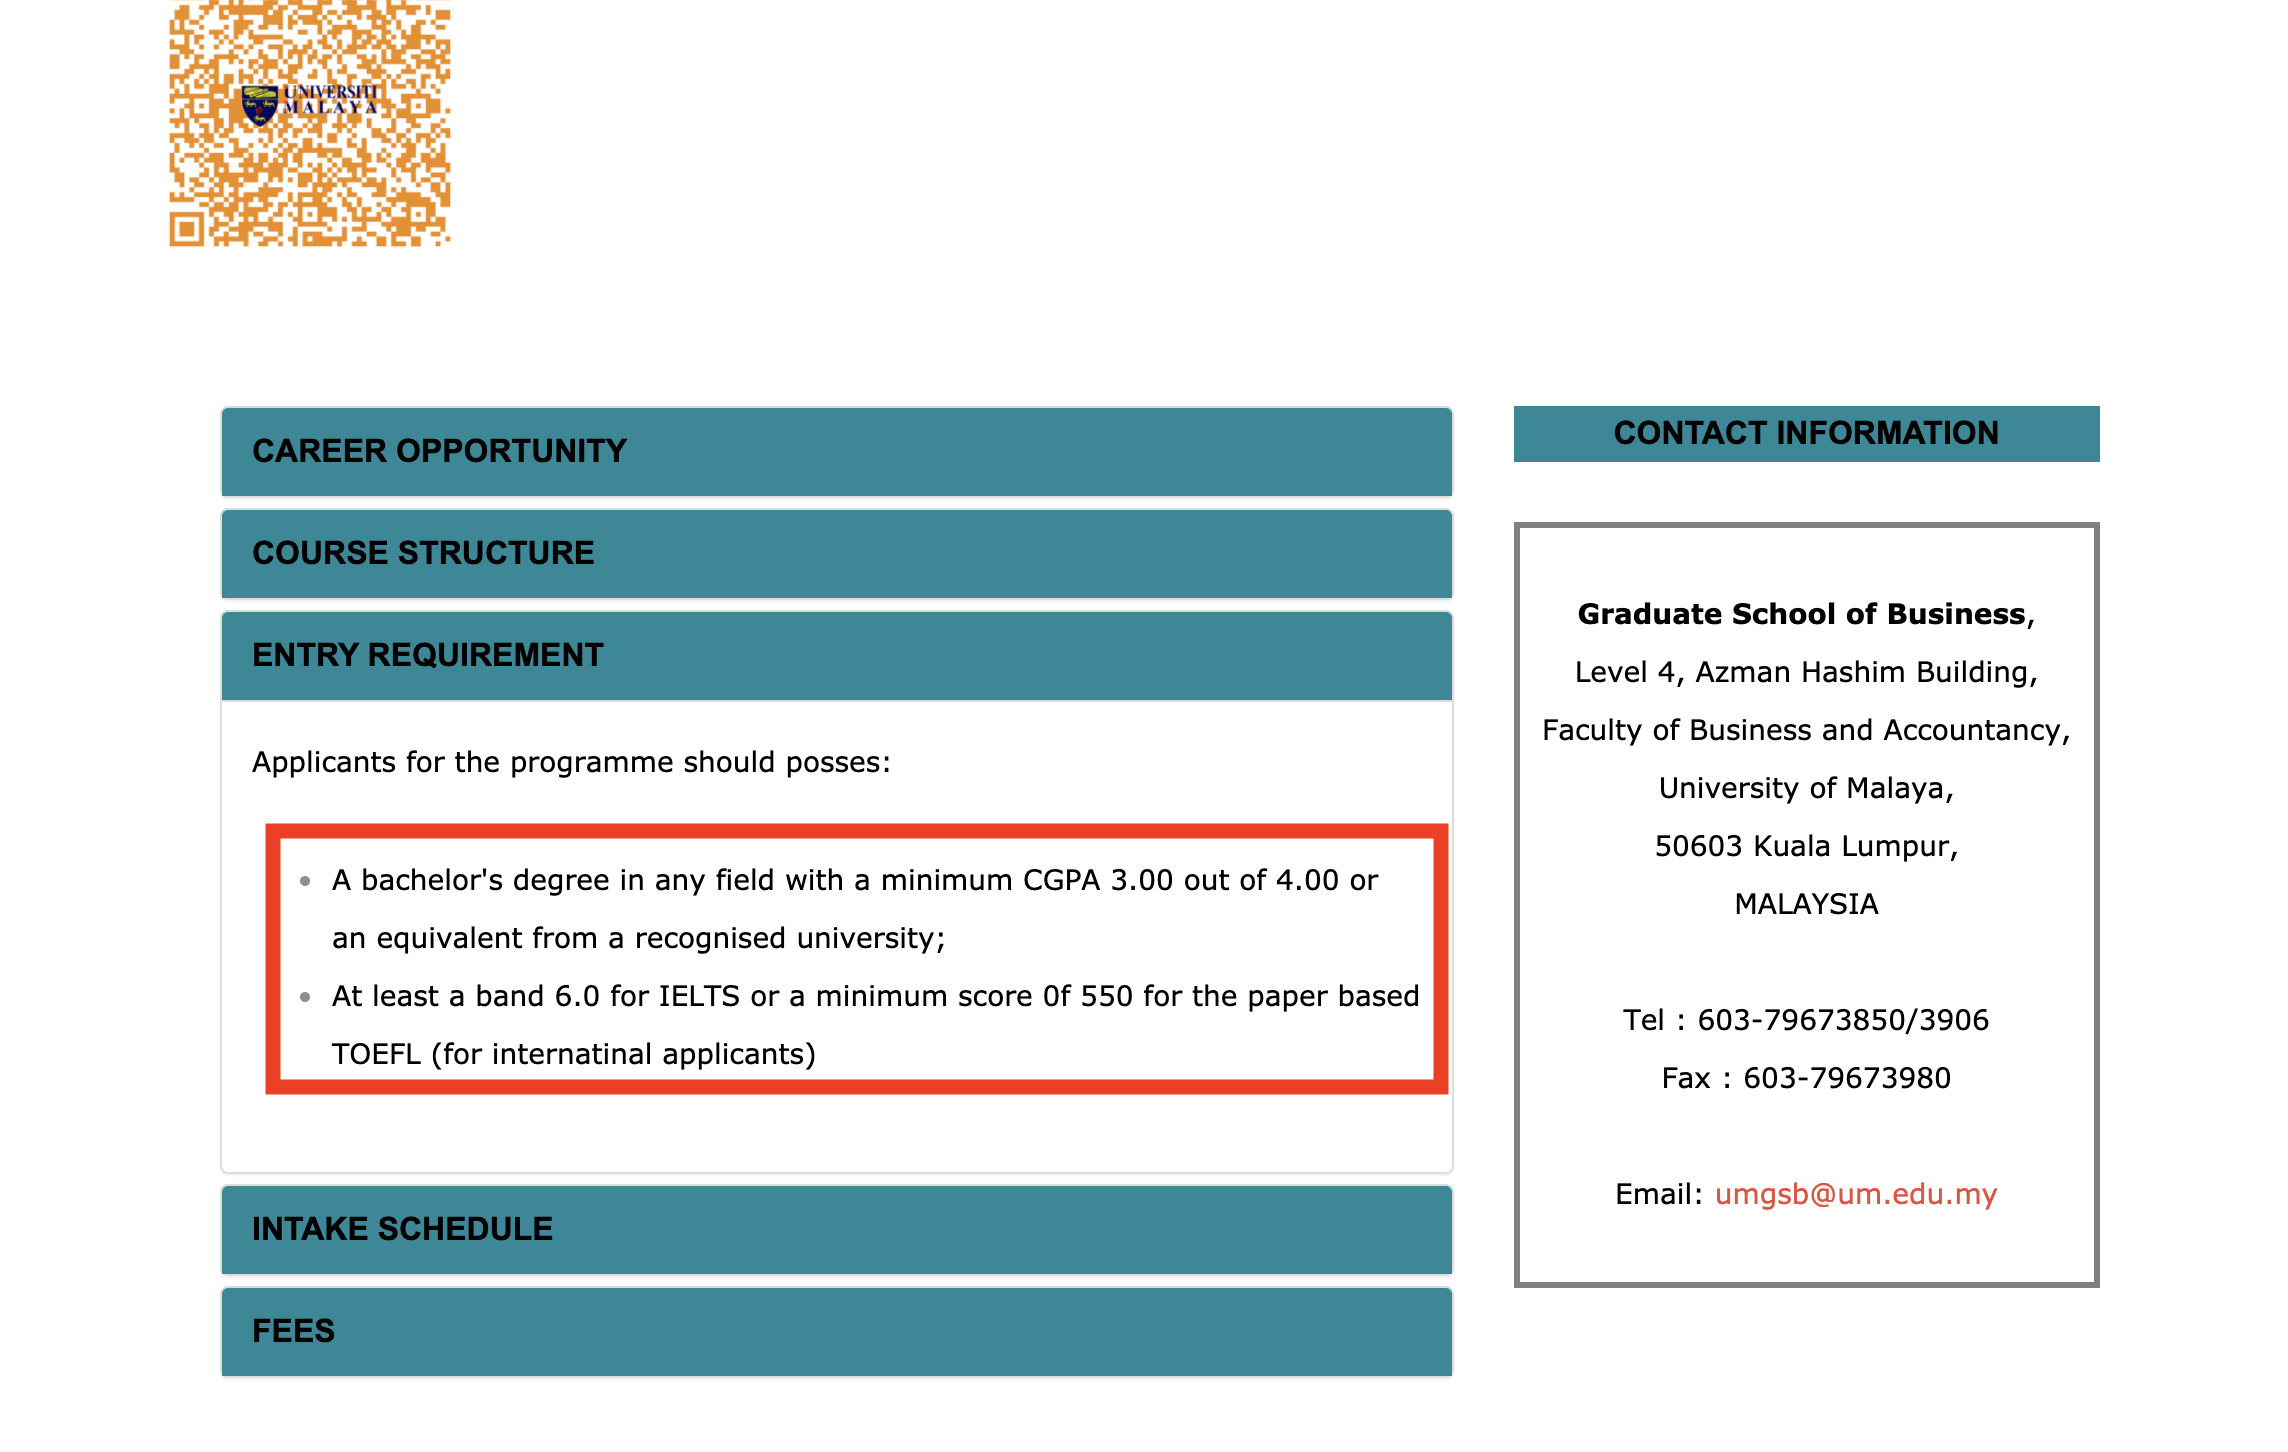 UNIVERSITI
MALAYA
CAREER OPPORTUNITY
COURSE STRUCTURE
ENTRY REQUIREMENT
Applicants for the programme should posses:
A bachelor's degree in any field with a minimum CGPA 3.00 out of 4.00 or
an equivalent from a recognised university;
At least a band 6.0 for IELTS or a minimum score 0f 550 for the paper based
TOEFL (for internatinal applicants)
INTAKE SCHEDULE
FEES
CONTACT INFORMATION
Graduate School of Business,
Level 4, Azman Hashim Building,
Faculty of Business and Accountancy,
University of Malaya,
50603 Kuala Lumpur,
MALAYSIA
Tel : 603-79673850/3906
Fax : 603-79673980
Email: umgsb@um.edu.my